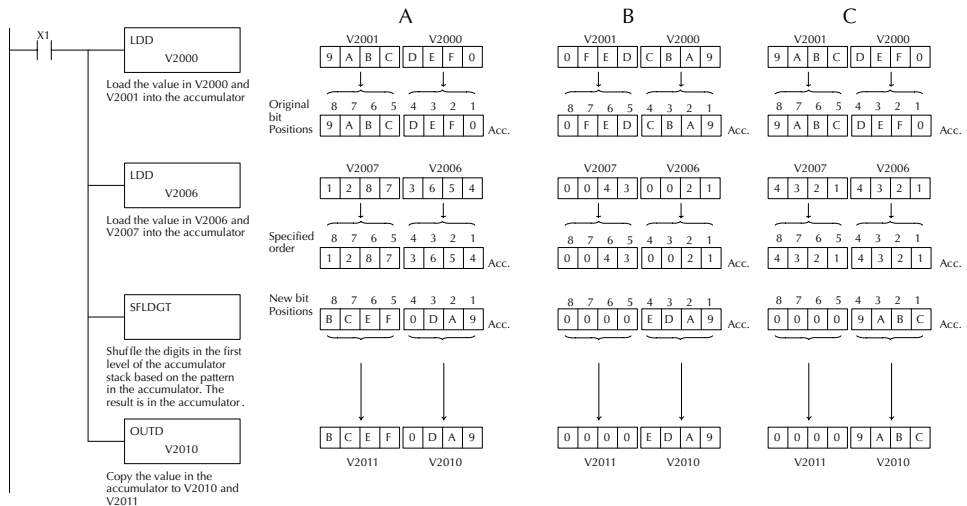 X1
LDD
V2000
Load the value in V2000 and
V2001 into the accumulator
LDD
V2006
Load the value in V2006 and
V2007 into the accumulator
SFLDGT
Shuffle the digits in the first
level of the accumulator
stack based on the pattern
in the accumulator. The
result is in the accumulator.
OUTD
V2010
Copy the value in the
accumulator to V2010 and
V2011
Original
bit
Positions
Specified
order
New bit
Positions
A
V2001 V2000
9 A B C D E F 0
8 7 6 5 4 3 2 1
9 A B C D E F 0 Acc.
V2007 V2006
1 2 8 7 3 6 5 4
8 7 6 5 4 3 2 1
1 2 8 7 3 6 5 4 Acc.
8 7 6 5 4 3 2 1
B C E F 0 D A 9 Acc.
B C E F 0 D A 9
V2011 V2010
B
V2001 V2000
0 F E D C B A 9
8 7 6 5 4 3 2 1
0 F E D C B A 9 Acc.
V2007 V2006
0 0 4 3 0 0 2 1
8 7 6 5 4 3 2 1
0 0 4 3 0 0 2 1 Acc.
8 7 6 5 4 3 2 1
0 0 0 0 E D A 9 Acc.
0 0 0 0 E D A 9
V2011 V2010
C
V2001 V2000
9 A B C D E F 0
8 7 6 5 4 3 2 1
9 A B C D E F 0 Acc.
V2007 V2006
4 3 2 1 4 3 2 1
8 7 6 5 4 3 2 1
4 3 2 1 4 3 2 1 Acc.
8 7 6 5 4 3 2 1
0 0 0 0 9 A B C Acc.
0 0 0 0 9 A B C
V2011 V2010